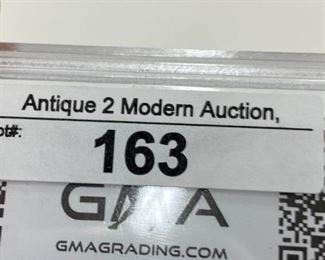 Antique 2 Modern Auction,
ot#:
163
GMA
GMAGRADING.COM